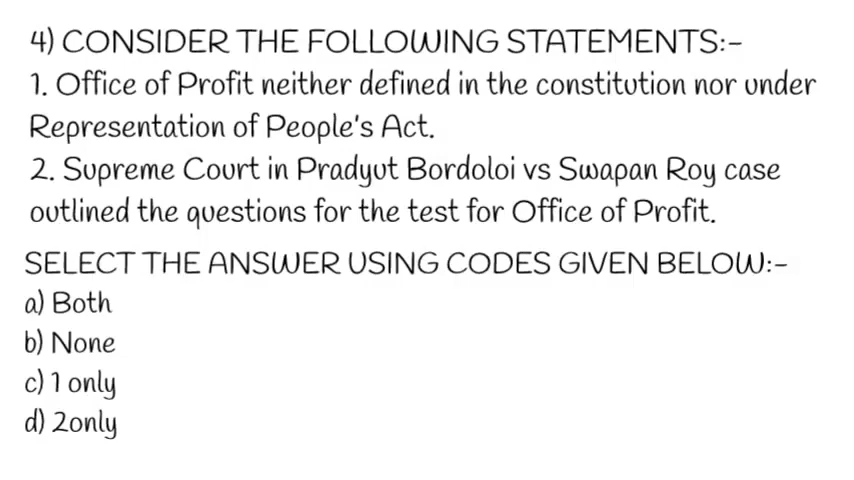 4) CONSIDER THE FOLLOWING STATEMENTS:-
1. Office of Profit neither defined in the constitution nor under
Representation of People's Act.
2. Supreme Court in Pradyut Bordoloi vs Swapan Roy case
outlined the questions for the test for Office of Profit.
SELECT THE ANSWER USING CODES GIVEN BELOW:-
a) Both
b) None
c) 1 only
d) 2only